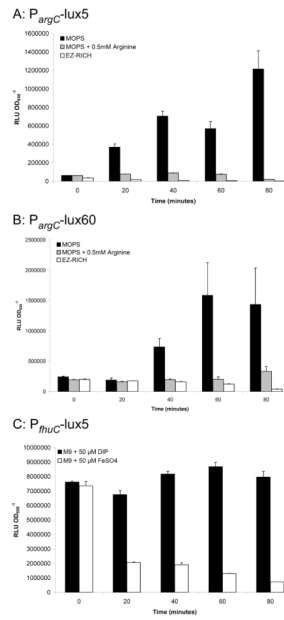 A: PargC-lux5
MOPS
MOPS + 0.5mM Arginine
EZ-RICH
RLU OD600-1
1600000
1400000
1200000
1000000
800000
600000
400000
200000
0
0 20 40 60 80
Time (minutes)
B: PargC-lux60
MOPS
MOPS + 0.5mM Arginine
EZ-RICH
RLU OD600-1
2500000
2000000
1500000
1000000
500000
0
0 20 40 60 80
Time (minutes)
C: PfhuC-lux5
M9 + 50 µM DIP
M9 + 50 µM FeSO4
RLU OD600-1
10000000
9000000
8000000
7000000
6000000
5000000
4000000
3000000
2000000
1000000
0
0 20 40 60 80
Time (minutes)